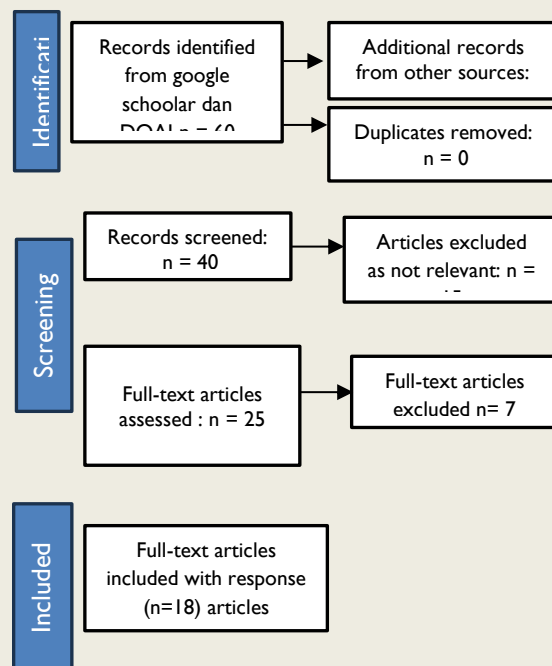 Identificati
Records identified
from google
schoolar dan
Additional records
from other sources:
Duplicates removed:
n = 0
Screening
Records screened:
n = 40
Articles excluded
as not relevant: n =
Full-text articles
assessed : n = 25
Full-text articles
excluded n= 7
Included
Full-text articles
included with response
(n=18) articles